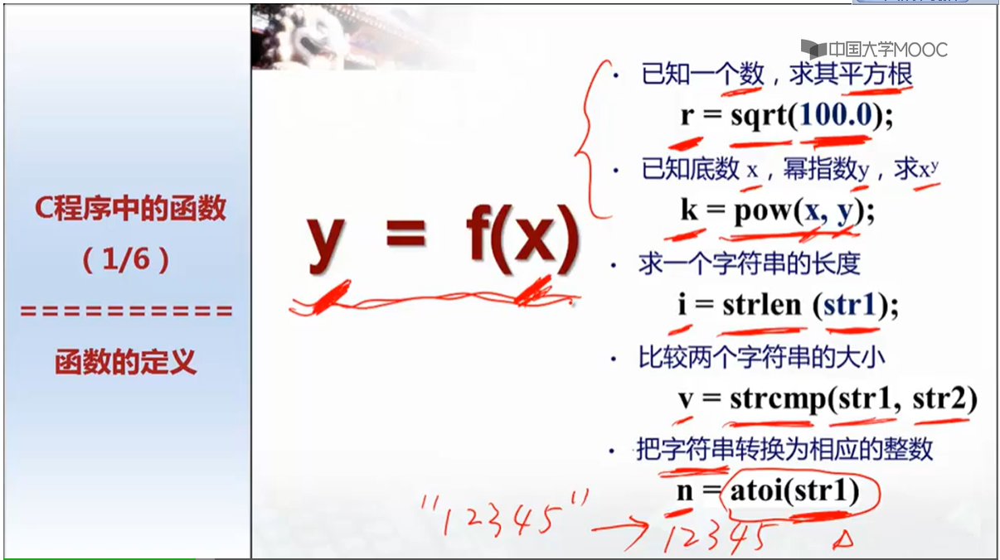 中国大学MOOC
C程序中的函数
（1/6）
==========
函数的定义
y = f(x)
• 已知一个数，求其平方根
r = sqrt(100.0);
• 已知底数 x，幂指数y，求xʸ
k = pow(x, y);
• 求一个字符串的长度
i = strlen (str1);
• 比较两个字符串的大小
v = strcmp(str1, str2)
• 把字符串转换为相应的整数
n = atoi(str1)
"12345" → 12345